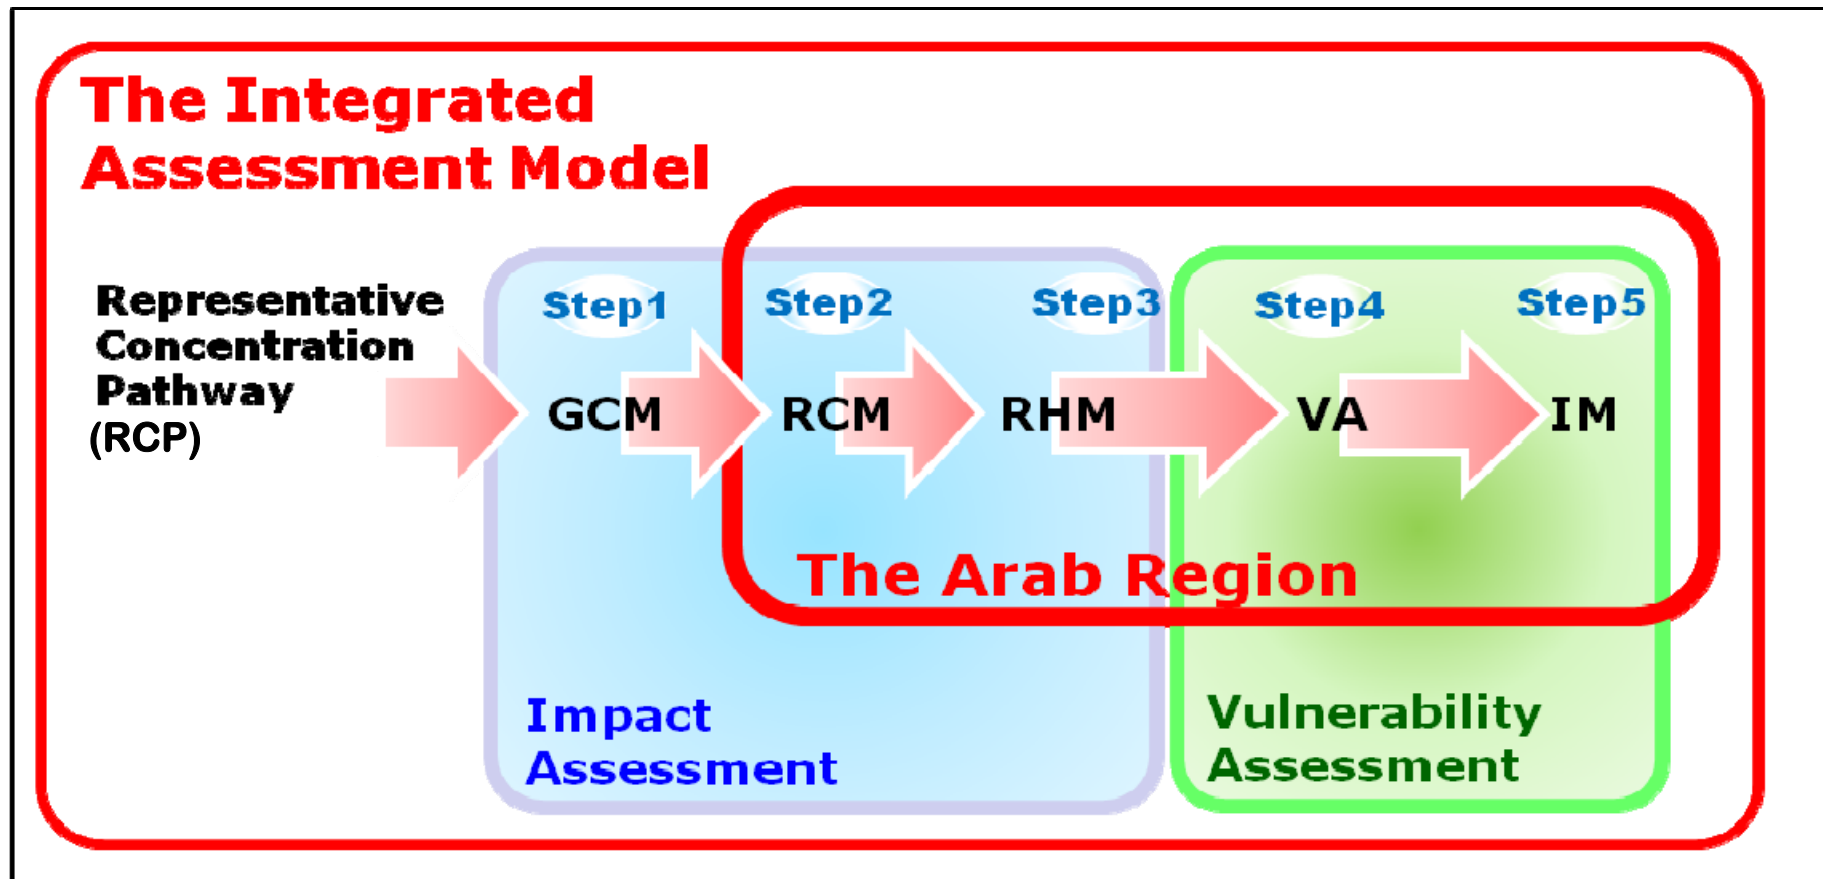 The Integrated
Assessment Model
Representative
Concentration
Pathway
(RCP)
Step1
Step2
Step3
Step4
Step5
GCM
RCM
RHM
VA
IM
The Arab Region
Impact
Assessment
Vulnerability
Assessment